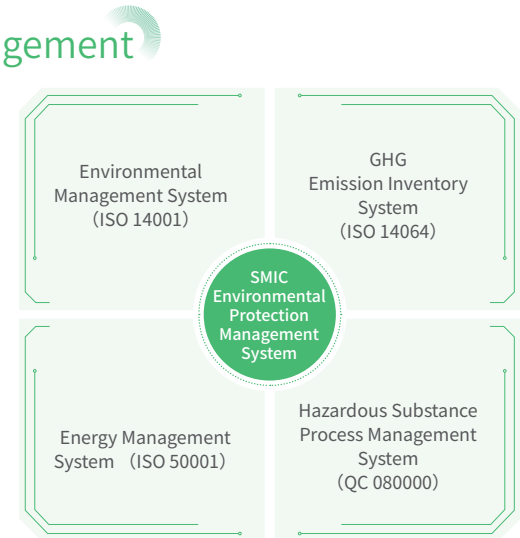 gement
Environmental
Management System
（ISO 14001）
GHG
Emission Inventory
System
（ISO 14064）
SMIC
Environmental
Protection
Management
System
Energy Management
System （ISO 50001）
Hazardous Substance
Process Management
System
（QC 080000）